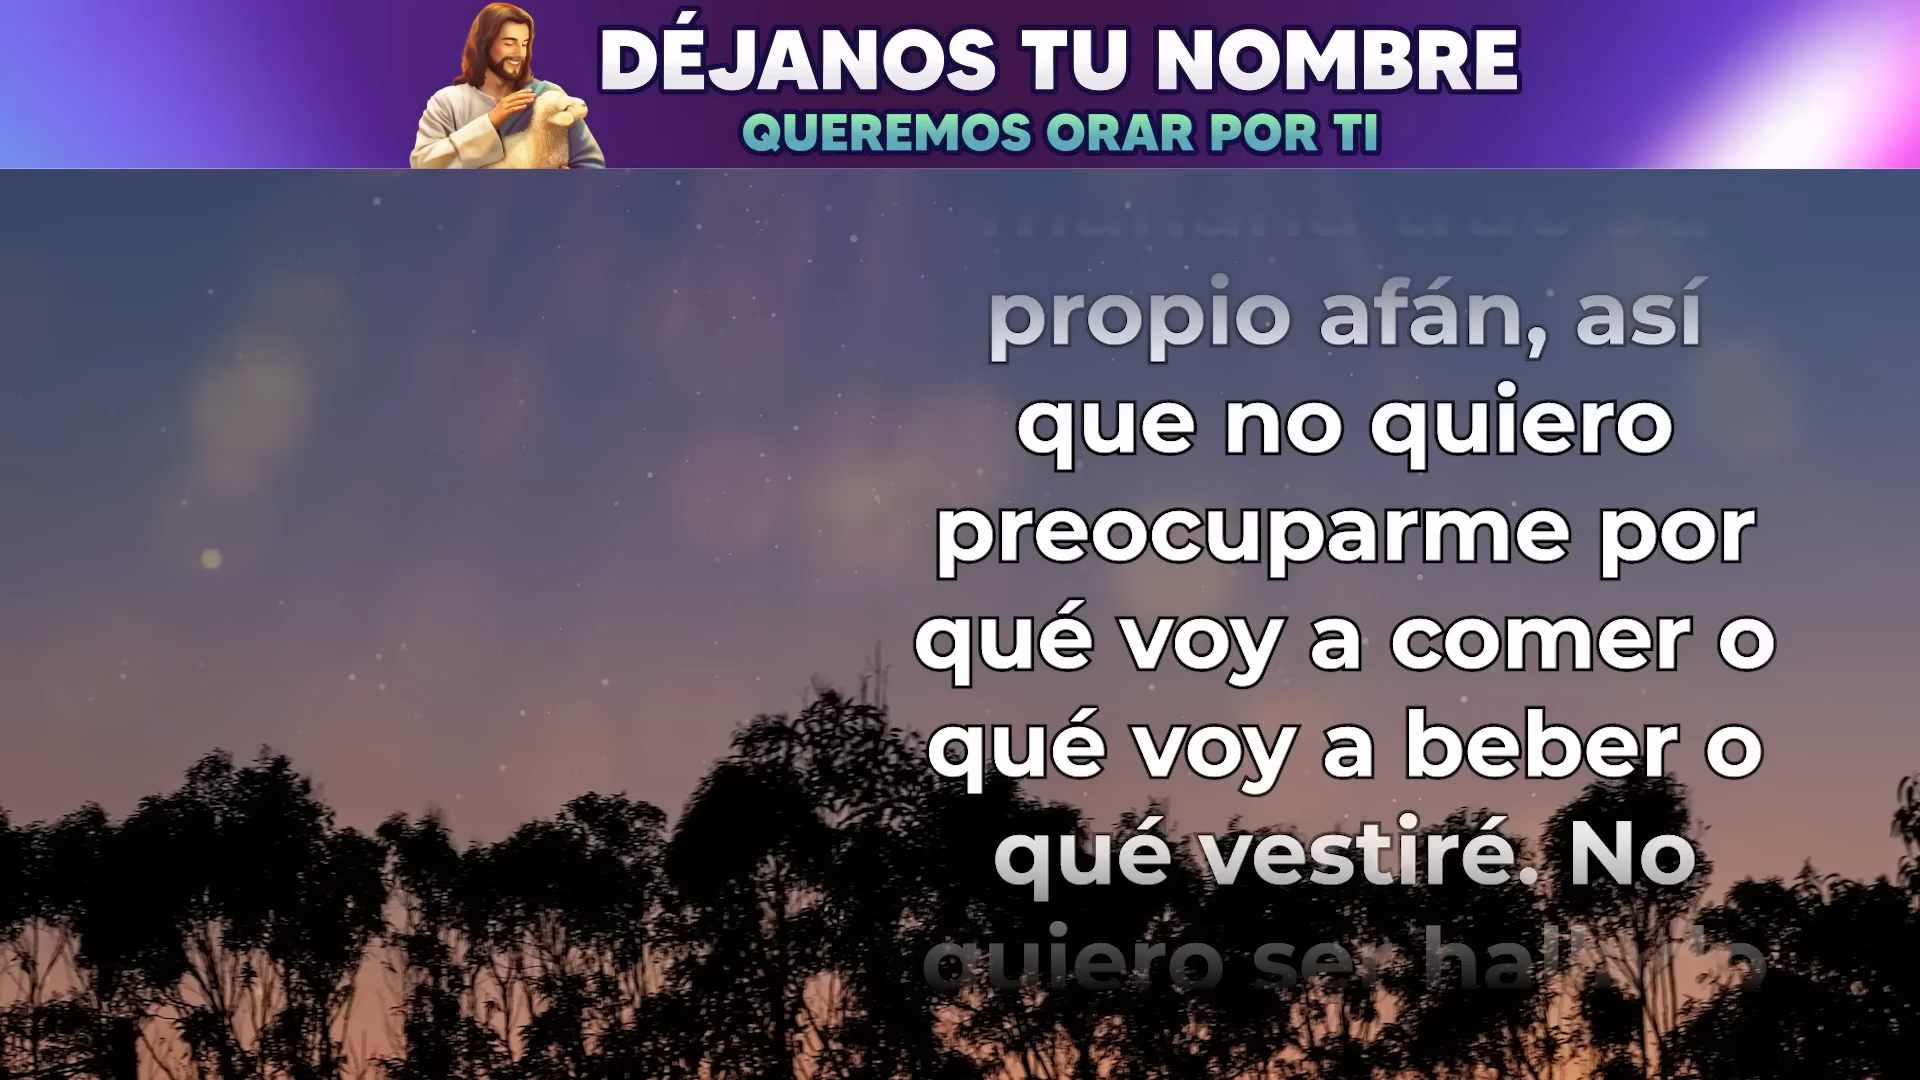 DÉJANOS TU NOMBRE
QUEREMOS ORAR POR TI
propio afán, así
que no quiero
preocuparme por
qué voy a comer o
qué voy a beber o
qué vestiré. No
quiero ser hallado